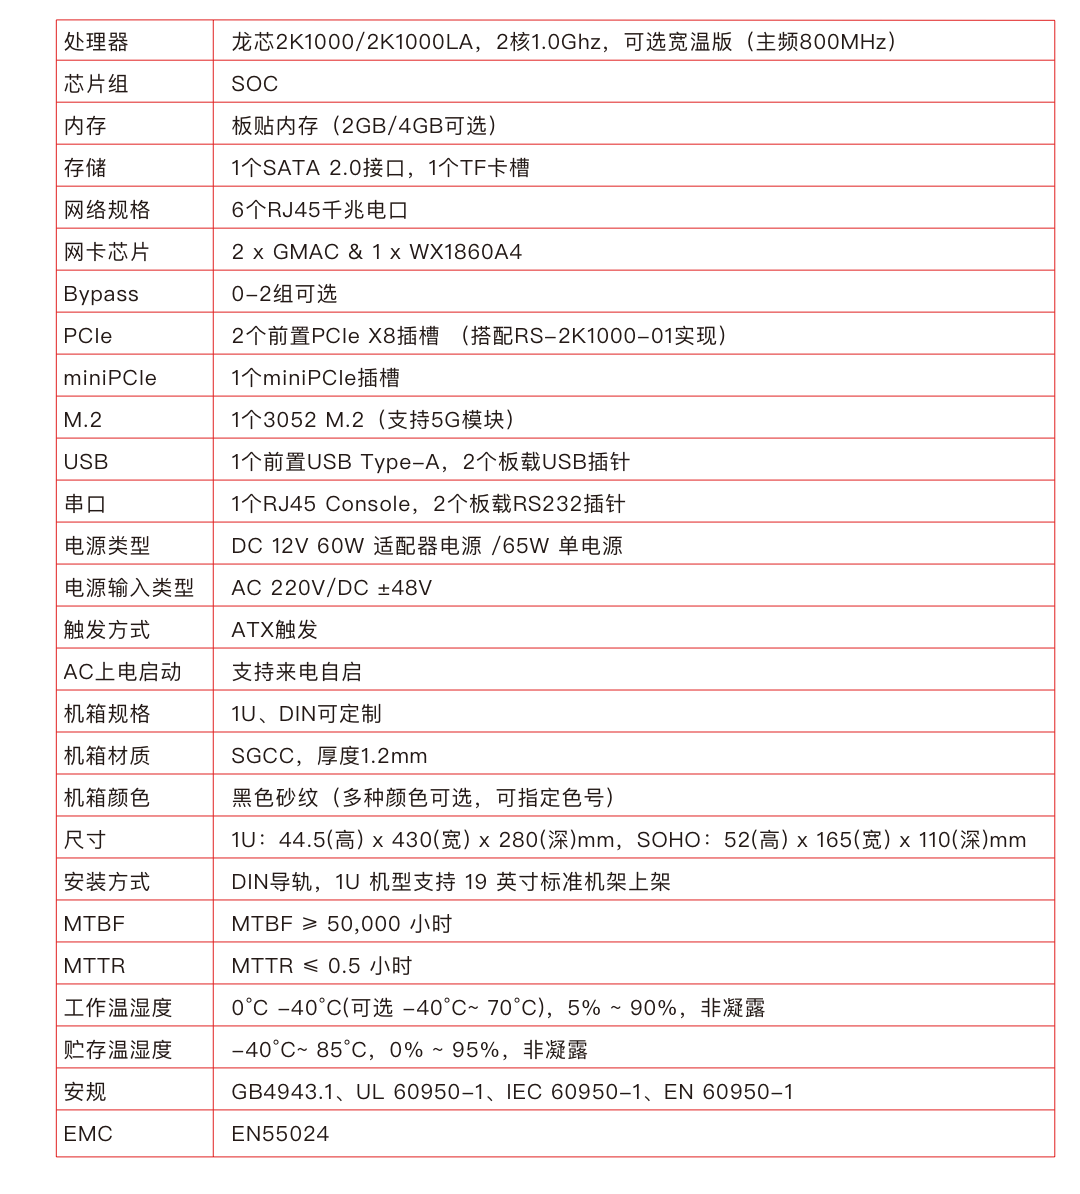 处理器 龙芯2K1000/2K1000LA，2核1.0Ghz，可选宽温版（主频800MHz）
芯片组 SOC
内存 板贴内存（2GB/4GB可选）
存储 1个SATA 2.0接口，1个TF卡槽
网络规格 6个RJ45千兆电口
网卡芯片 2 x GMAC & 1 x WX1860A4
Bypass 0-2组可选
PCIe 2个前置PCIe X8插槽 （搭配RS-2K1000-01实现）
miniPCIe 1个miniPCIe插槽
M.2 1个3052 M.2（支持5G模块）
USB 1个前置USB Type-A，2个板载USB插针
串口 1个RJ45 Console，2个板载RS232插针
电源类型 DC 12V 60W 适配器电源 /65W 单电源
电源输入类型 AC 220V/DC ±48V
触发方式 ATX触发
AC上电启动 支持来电自启
机箱规格 1U、DIN可定制
机箱材质 SGCC，厚度1.2mm
机箱颜色 黑色砂纹（多种颜色可选，可指定色号）
尺寸 1U：44.5(高) x 430(宽) x 280(深)mm，SOHO：52(高) x 165(宽) x 110(深)mm
安装方式 DIN导轨，1U 机型支持 19 英寸标准机架上架
MTBF MTBF ≥ 50,000 小时
MTTR MTTR ≤ 0.5 小时
工作温湿度 0°C -40°C(可选 -40°C~ 70°C)，5% ~ 90%，非凝露
贮存温湿度 -40°C~ 85°C，0% ~ 95%，非凝露
安规 GB4943.1、UL 60950-1、IEC 60950-1、EN 60950-1
EMC EN55024